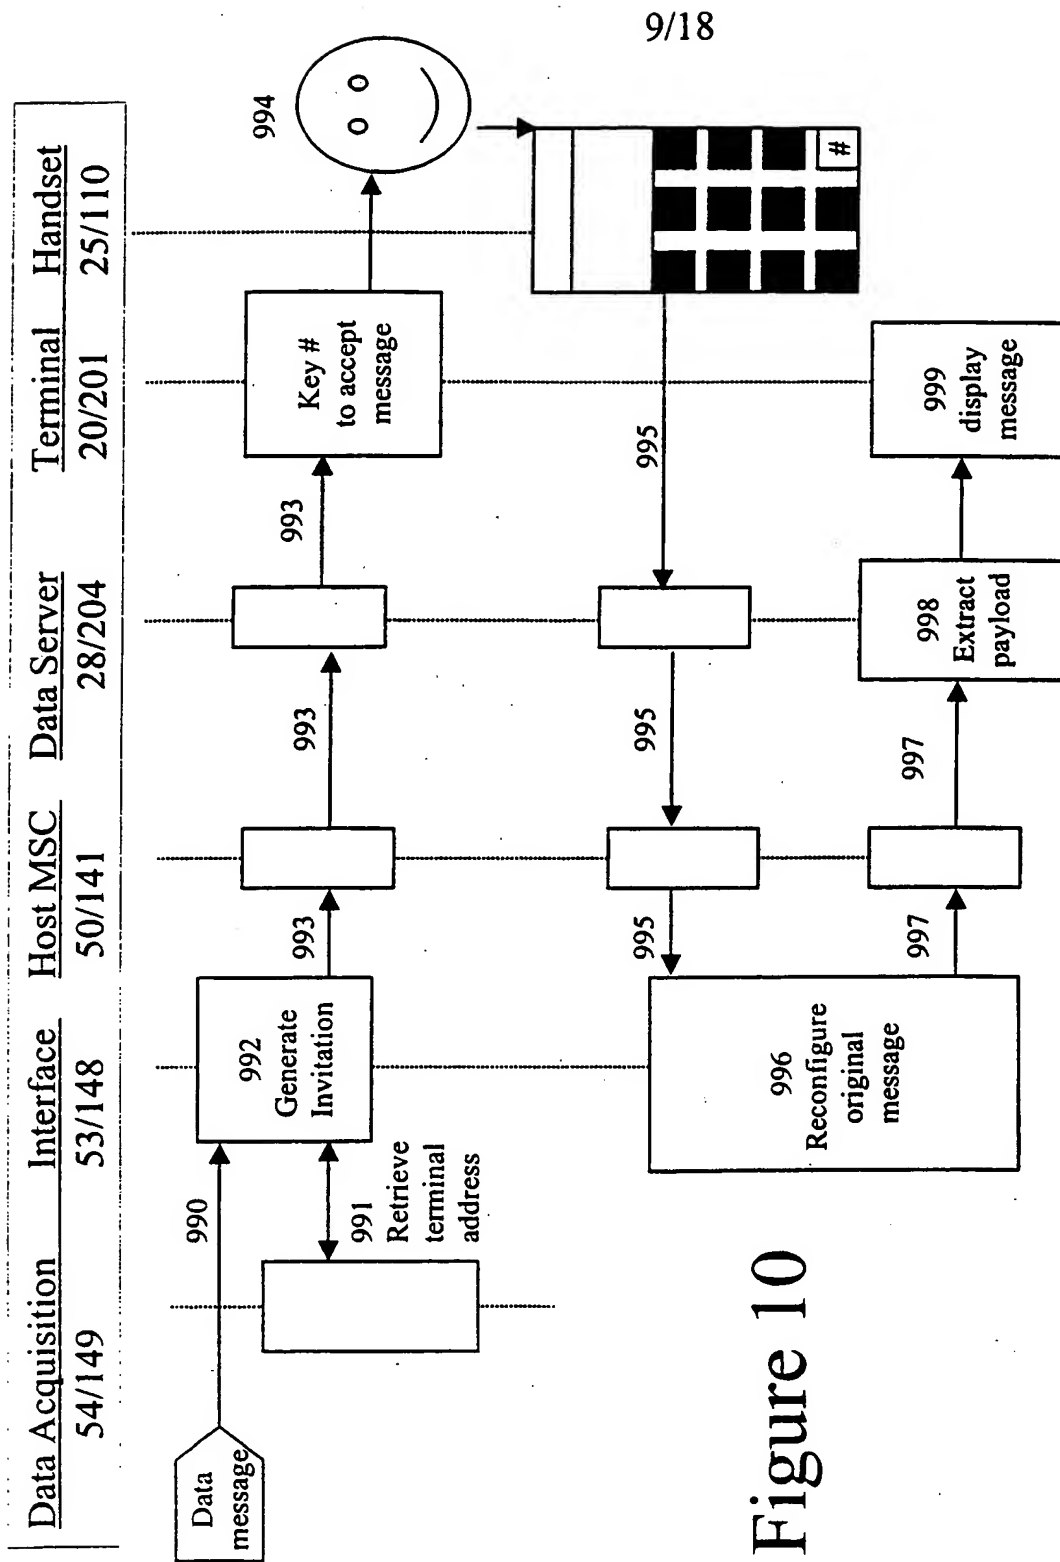 9/18
Data Acquisition Interface Host MSC Data Server Terminal Handset
54/149 53/148 50/141 28/204 20/201 25/110
Data
message
990
991
Retrieve
terminal
address
992
Generate
Invitation
993
993
993
Key #
to accept
message
994
#
995
995
995
996
Reconfigure
original
message
997
997
998
Extract
payload
999
display
message
Figure 10